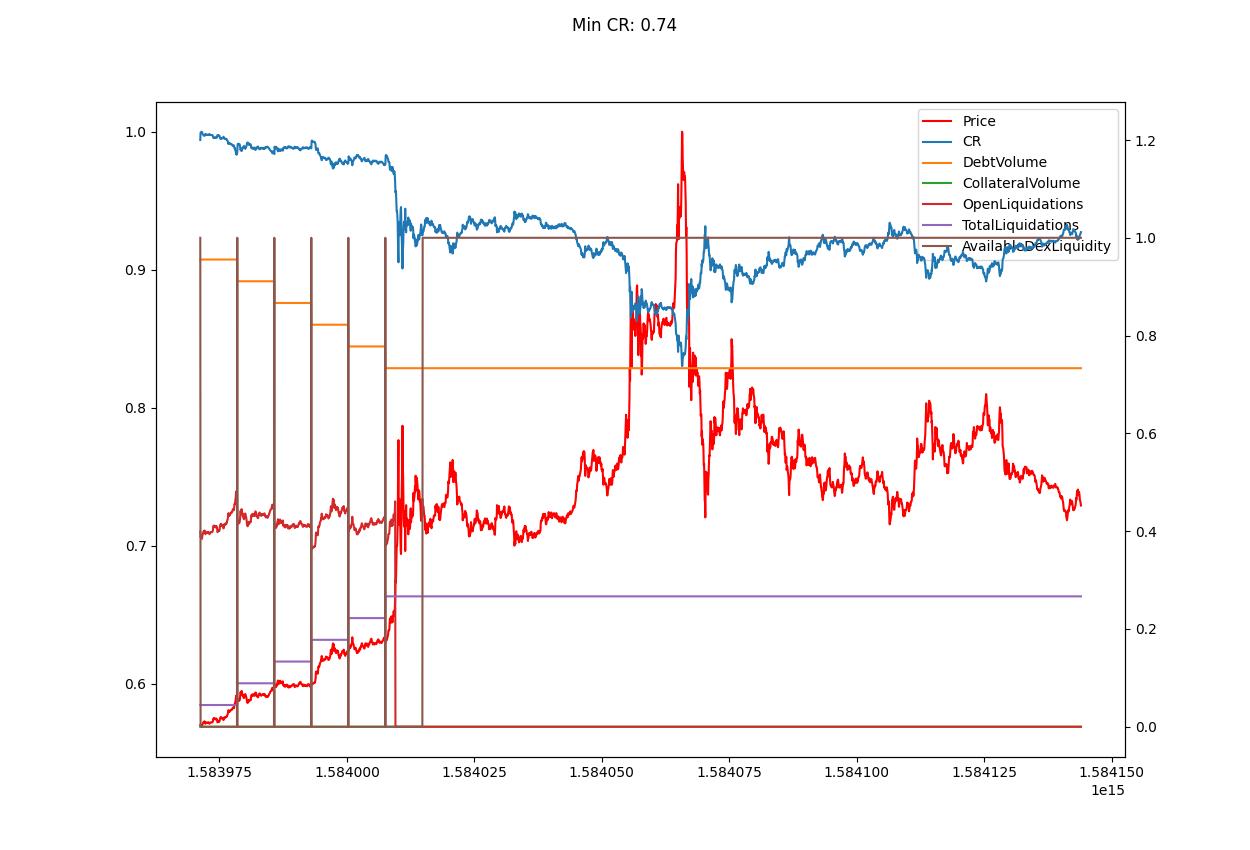 Min CR: 0.74
1.0
0.9
0.8
0.7
0.6
1.2
1.0
0.8
0.6
0.4
0.2
0.0
Price
CR
DebtVolume
CollateralVolume
OpenLiquidations
TotalLiquidations
AvailableDexLiquidity
1.583975 1.584000 1.584025 1.584050 1.584075 1.584100 1.584125 1.584150
1e15